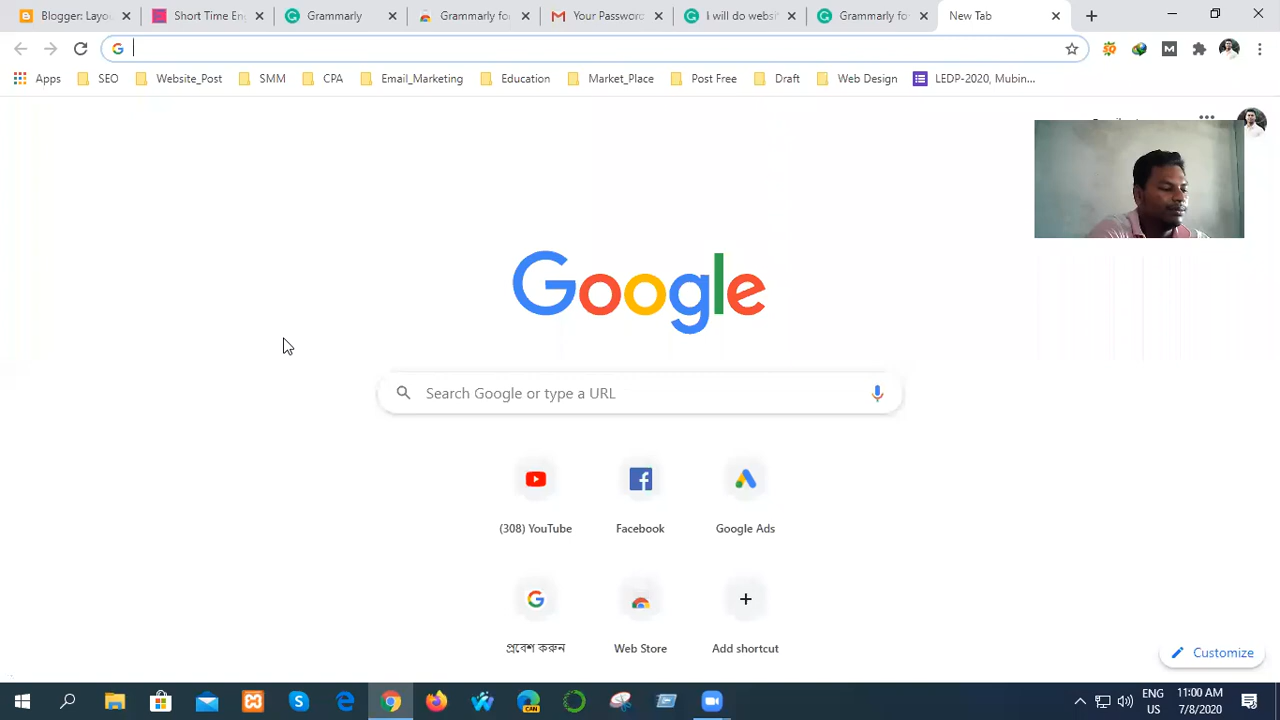 Blogger: Layo
Short Time Er
Grammarly
Grammarly fo
Your Password
I will do websi
Grammarly fo
New Tab
Apps
SEO
Website_Post
SMM
CPA
Email_Marketing
Education
Market_Place
Post Free
Draft
Web Design
LEDP-2020, Mubin...
Google
Search Google or type a URL
(308) YouTube
Facebook
Google Ads
প্রবেশ করুন
Web Store
Add shortcut
Customize
CAN
ENG
US
11:00 AM
7/8/2020